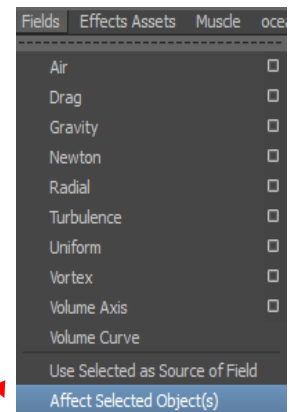 Fields Effects Assets Muscle
Air
Drag
Gravity
Newton
Radial
Turbulence
Uniform
Vortex
Volume Axis
Volume Curve
Use Selected as Source of Field
Affect Selected Object(s)